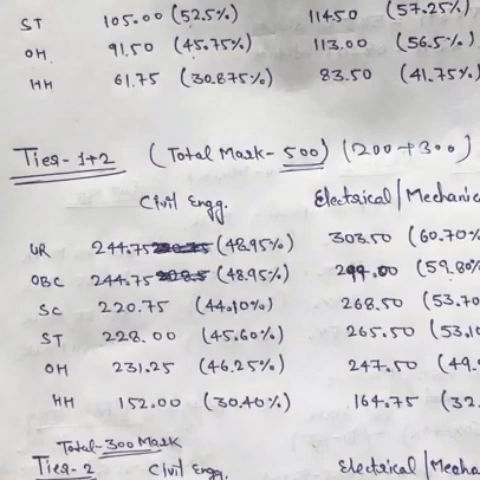 ST 105.00 (52.5%) 114.50 (57.25%)
OH 91.50 (45.75%) 113.00 (56.5%)
HH 61.75 (30.875%) 83.50 (41.75%)
Tier-1+2 (Total Mark-500) (200+300)
Civil Engg. Electrical/Mechanic
UR 244.75 (48.95%) 303.50 (60.70%
OBC 244.75 (48.95%) 299.00 (59.80%
SC 220.75 (44.10%) 268.50 (53.70
ST 228.00 (45.60%) 265.50 (53.10
OH 231.25 (46.25%) 247.50 (49.
HH 152.00 (30.40%) 164.75 (32.
Total-300 Mark
Tier-2 Civil Engg. Electrical/Mecha